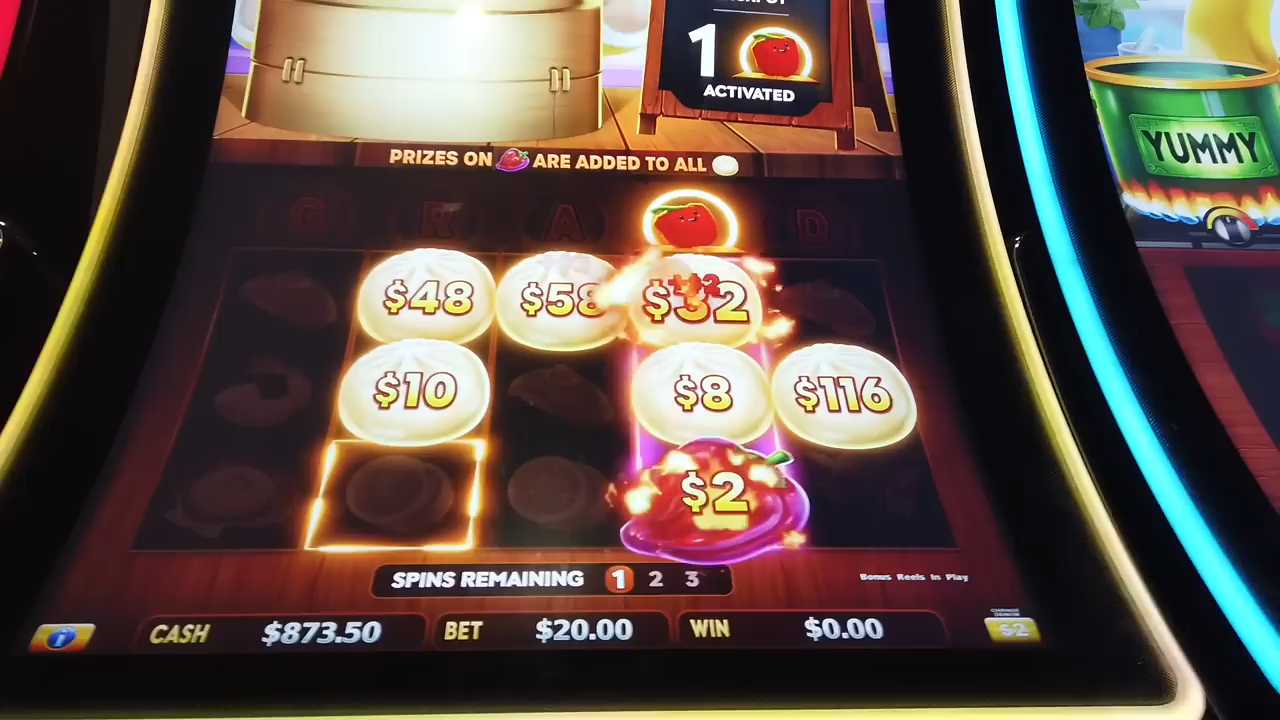 1
ACTIVATED
YUMMY
PRIZES ON ARE ADDED TO ALL
G R A D
$48 $58 $32
$10 $8 $116
$2
SPINS REMAINING 1 2 3
Bonus Reels In Play
CASH $873.50 BET $20.00 WIN $0.00 $2